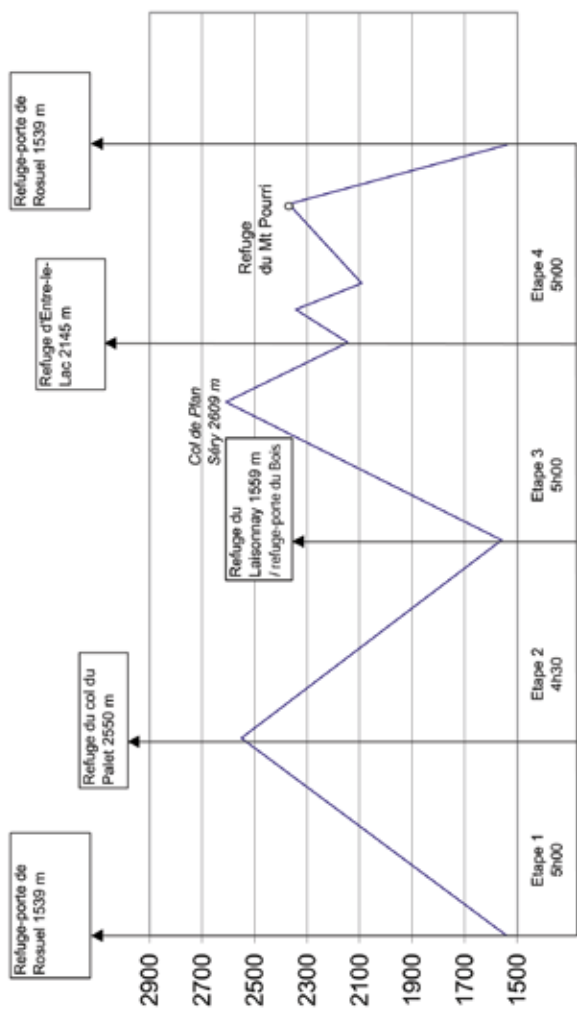 Refuge-porte de
Rosuel 1539 m
Refuge du col du
Palet 2550 m
Refuge du
Laisonnay 1559 m
/ refuge-porte du Bois
Col de Plan
Séry 2609 m
Refuge d'Entre-le-
Lac 2145 m
Refuge
du Mt Pourri
Refuge-porte de
Rosuel 1539 m
2900
2700
2500
2300
2100
1900
1700
1500
Etape 1
5h00
Etape 2
4h30
Etape 3
5h00
Etape 4
5h00